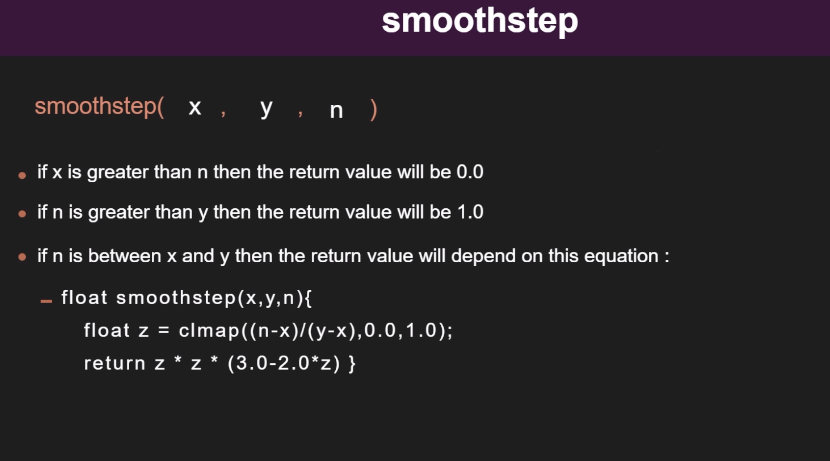 smoothstep
smoothstep( x , y , n )
• if x is greater than n then the return value will be 0.0
• if n is greater than y then the return value will be 1.0
• if n is between x and y then the return value will depend on this equation :
– float smoothstep(x,y,n){
float z = clmap((n-x)/(y-x),0.0,1.0);
return z * z * (3.0-2.0*z) }